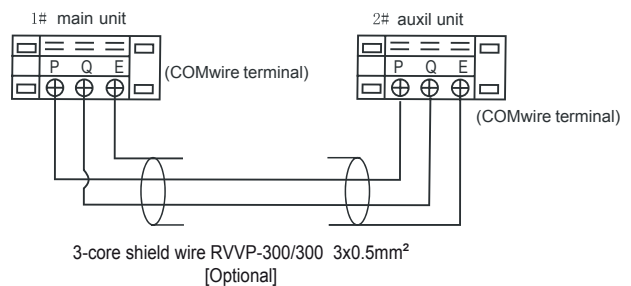 1# main unit
2# auxil unit
P Q E
(COMwire terminal)
P Q E
(COMwire terminal)
3-core shield wire RVVP-300/300 3x0.5mm²
[Optional]